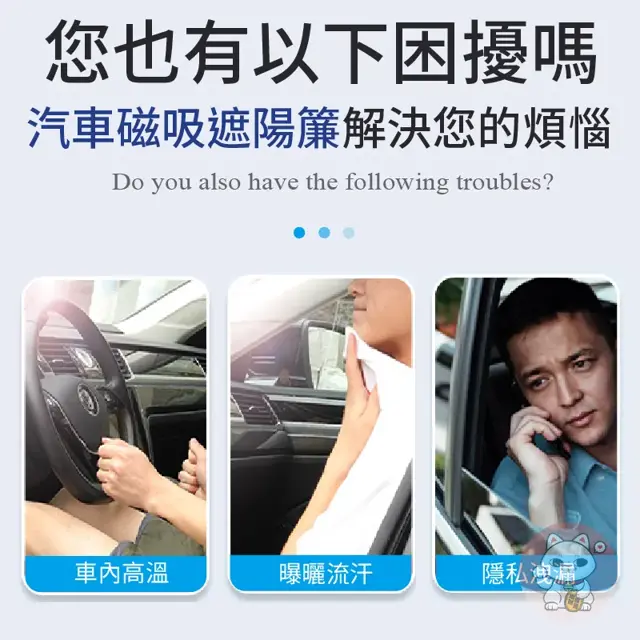 您也有以下困擾嗎
汽車磁吸遮陽簾解決您的煩惱
Do you also have the following troubles?
車內高溫
曝曬流汗
隱私洩漏